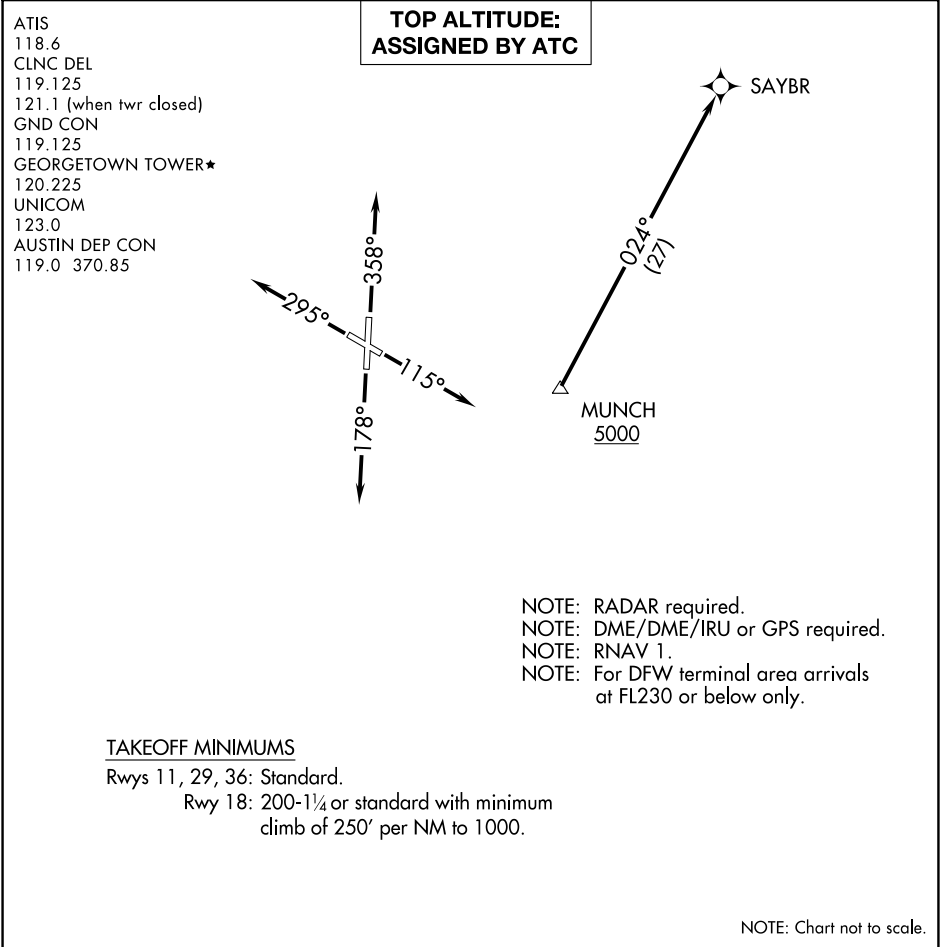 ATIS
118.6
CLNC DEL
119.125
121.1 (when twr closed)
GND CON
119.125
GEORGETOWN TOWER★
120.225
UNICOM
123.0
AUSTIN DEP CON
119.0 370.85
TOP ALTITUDE:
ASSIGNED BY ATC
SAYBR
024°
(27)
358°
295°
115°
178°
MUNCH
5000
NOTE: RADAR required.
NOTE: DME/DME/IRU or GPS required.
NOTE: RNAV 1.
NOTE: For DFW terminal area arrivals
at FL230 or below only.
TAKEOFF MINIMUMS
Rwys 11, 29, 36: Standard.
Rwy 18: 200-1¼ or standard with minimum
climb of 250' per NM to 1000.
NOTE: Chart not to scale.